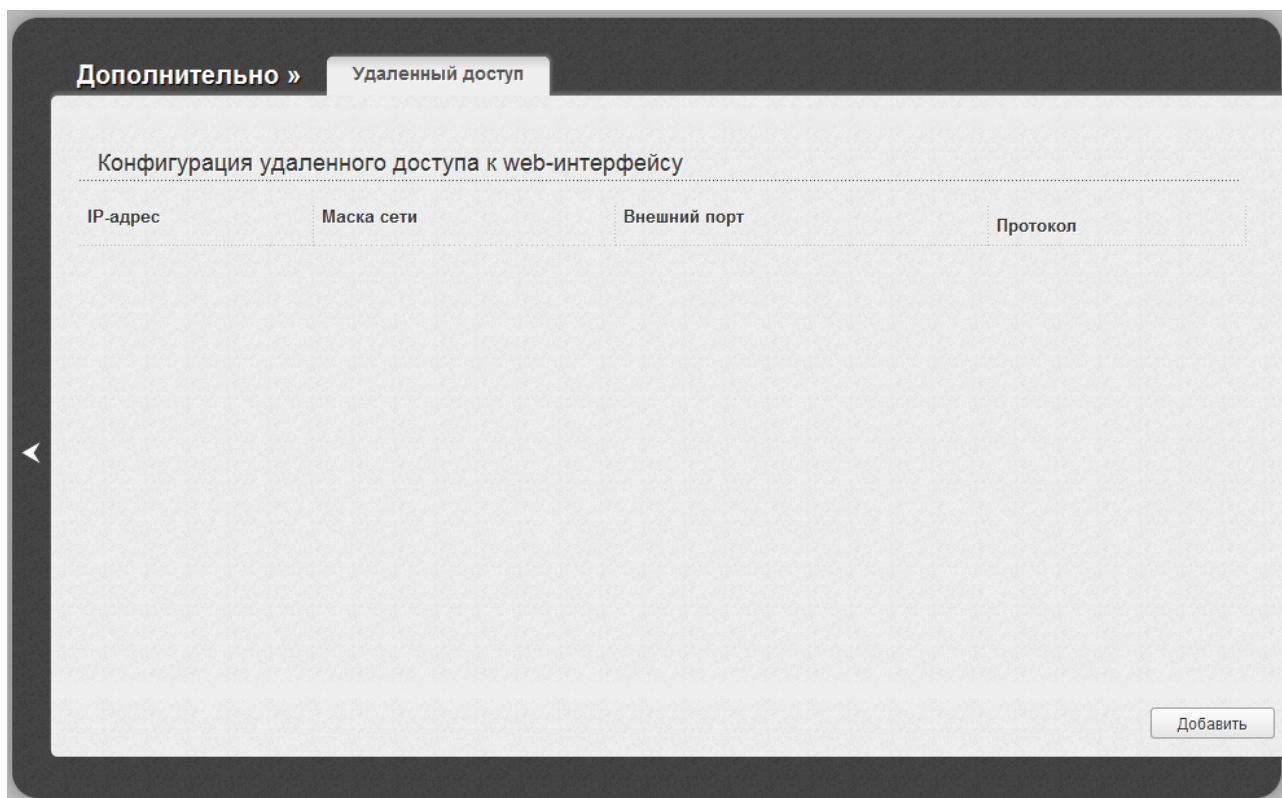 Дополнительно »
Удаленный доступ
Конфигурация удаленного доступа к web-интерфейсу
IP-адрес Маска сети Внешний порт Протокол
Добавить